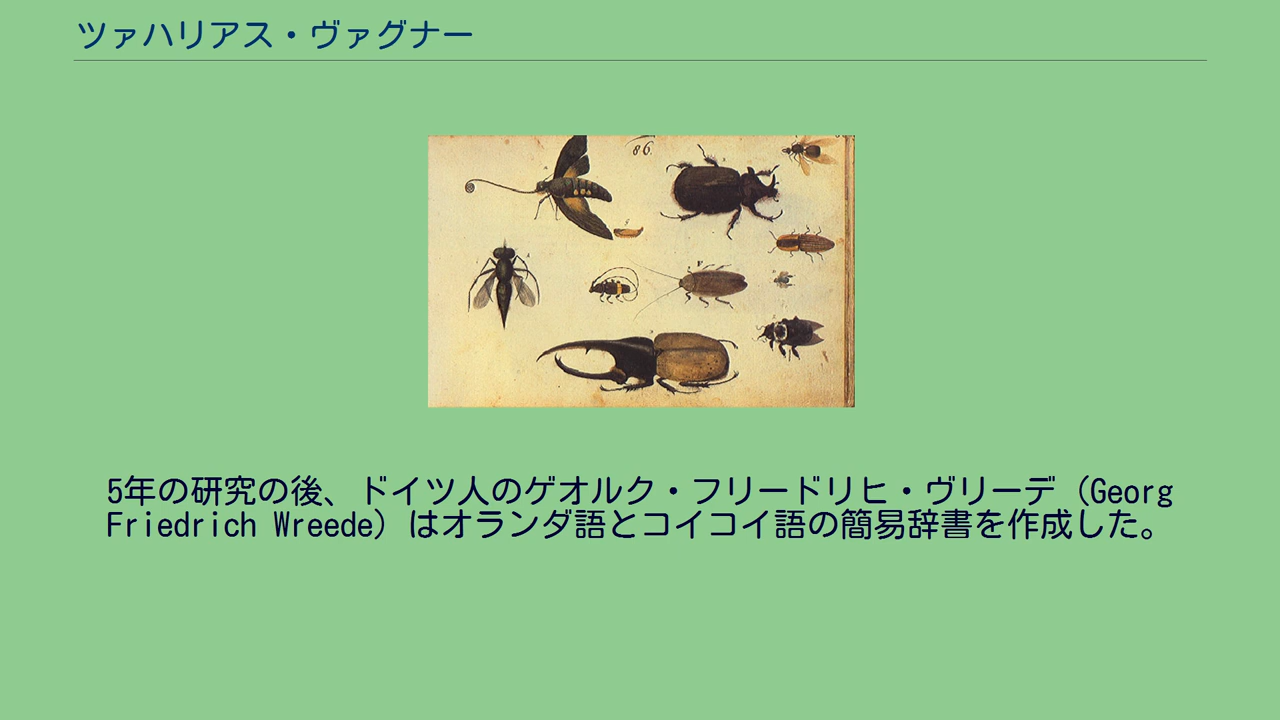 ツァハリアス・ヴァグナー
86.
5年の研究の後、ドイツ人のゲオルク・フリードリヒ・ヴリーデ（Georg
Friedrich Wreede）はオランダ語とコイコイ語の簡易辞書を作成した。